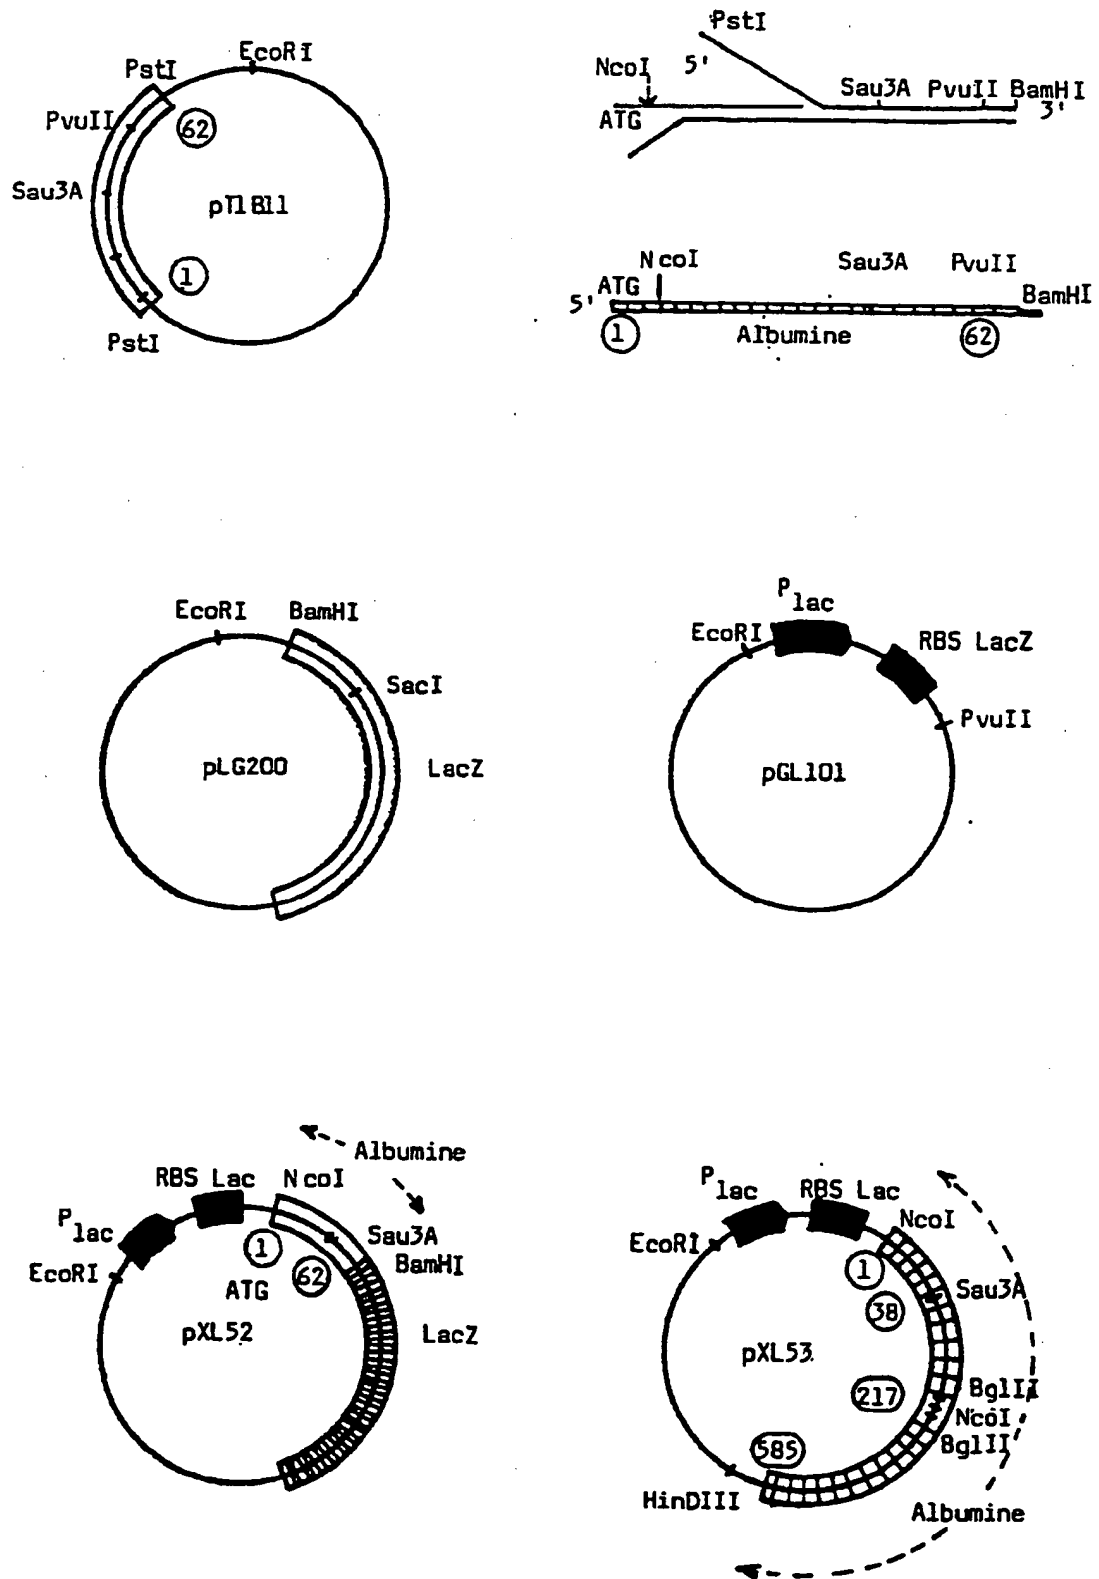 EcoRI
PstI
PvuII
62
Sau3A
pT1B11
1
PstI
PstI
NcoI
5'
Sau3A
PvuII
BamHI
3'
ATG
NcoI
Sau3A
PvuII
ATG
5'
BamHI
1
Albumine
62
EcoRI
BamHI
SacI
pLG200
LacZ
Plac
EcoRI
RBS LacZ
PvuII
pGL101
Albumine
RBS Lac
NcoI
Plac
Sau3A
BamHI
EcoRI
1
62
ATG
pXL52
LacZ
Plac
RBS Lac
NcoI
EcoRI
1
Sau3A
38
pXL53
BglII
217
NcoI
BglII
585
HinDIII
Albumine